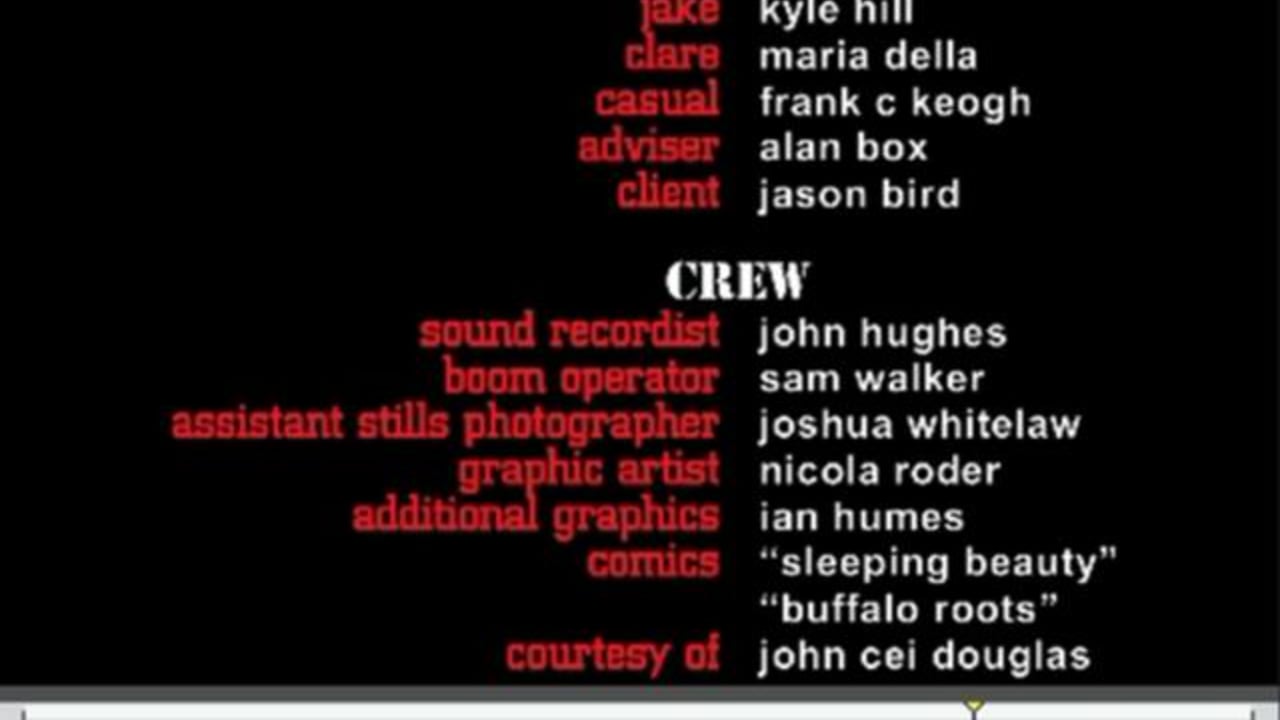 jake kyle hill
clare maria della
casual frank c keogh
adviser alan box
client jason bird
CREW
sound recordist john hughes
boom operator sam walker
assistant stills photographer joshua whitelaw
graphic artist nicola roder
additional graphics ian humes
comics “sleeping beauty”
“buffalo roots”
courtesy of john cei douglas